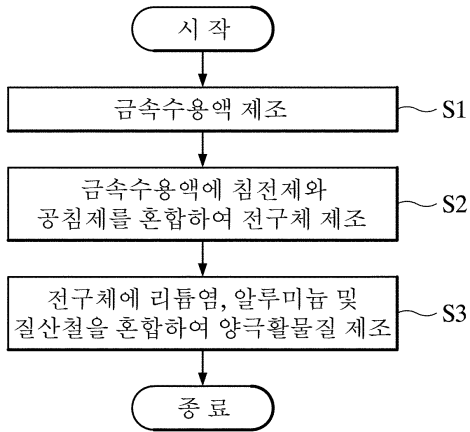 시 작
금속수용액 제조
S1
금속수용액에 침전제와
공침제를 혼합하여 전구체 제조
S2
전구체에 리튬염, 알루미늄 및
질산철을 혼합하여 양극활물질 제조
S3
종 료